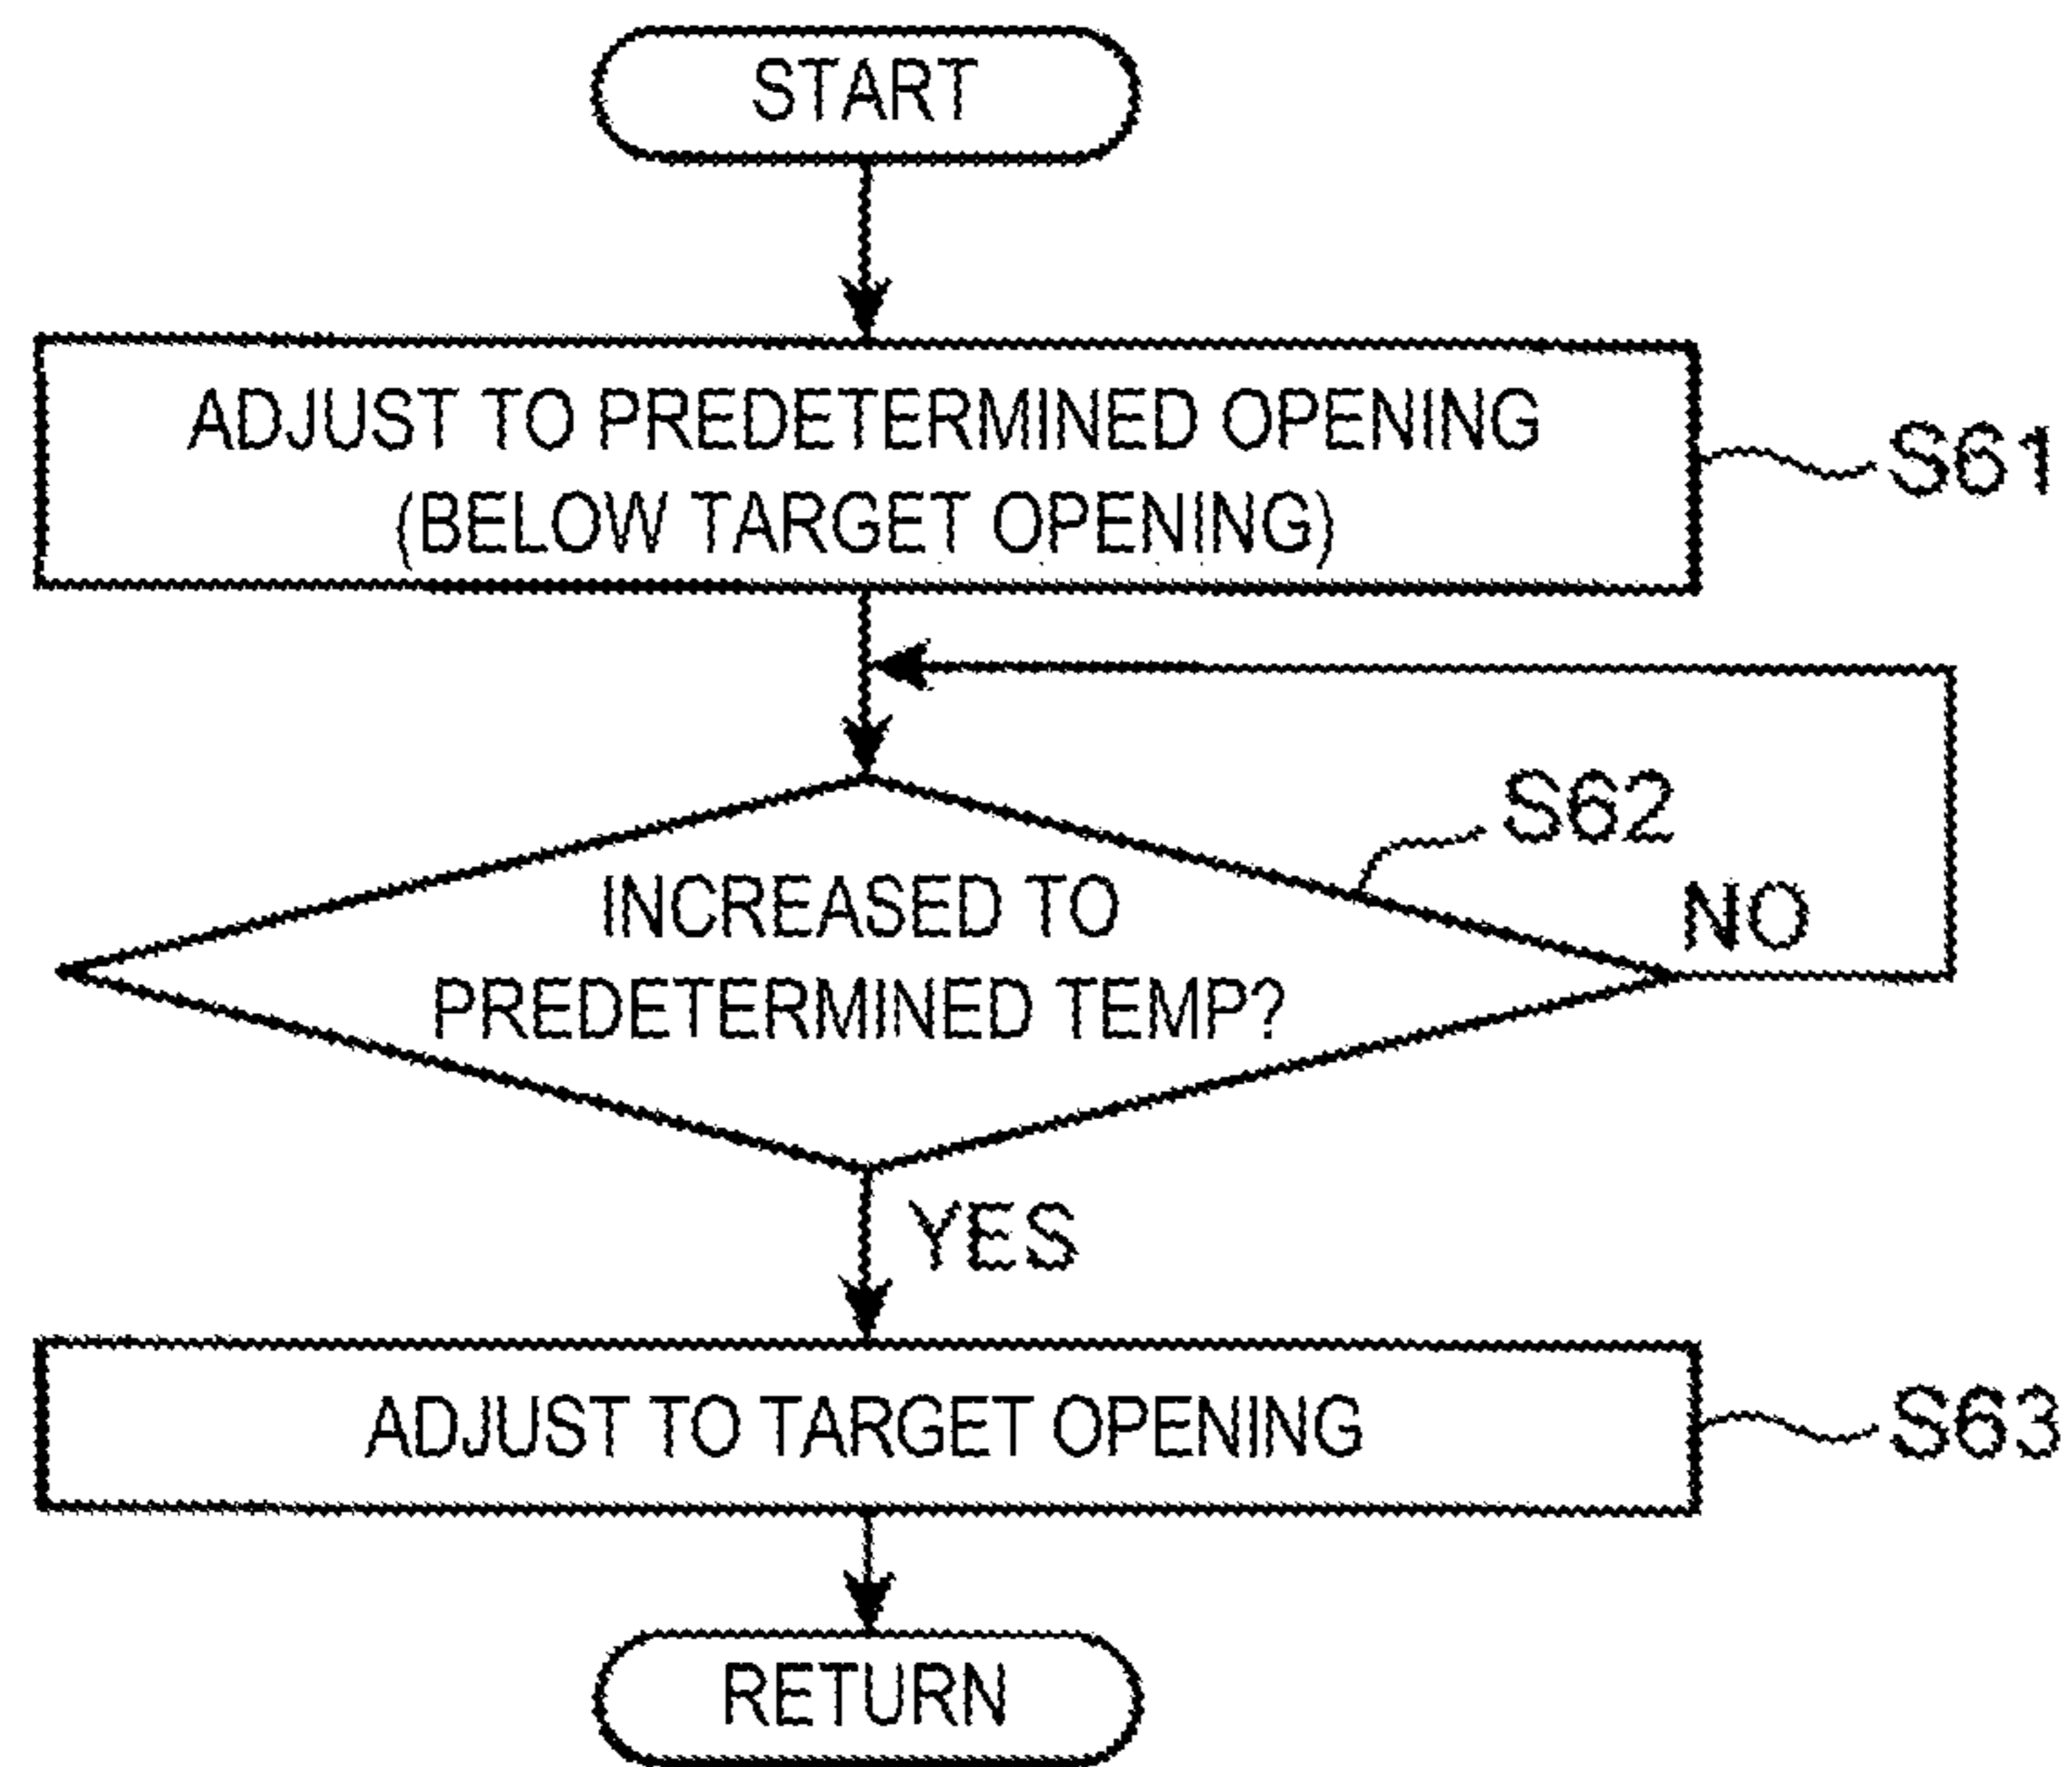 START
ADJUST TO PREDETERMINED OPENING
(BELOW TARGET OPENING)
S61
S62
NO
INCREASED TO
PREDETERMINED TEMP?
YES
ADJUST TO TARGET OPENING
S63
RETURN